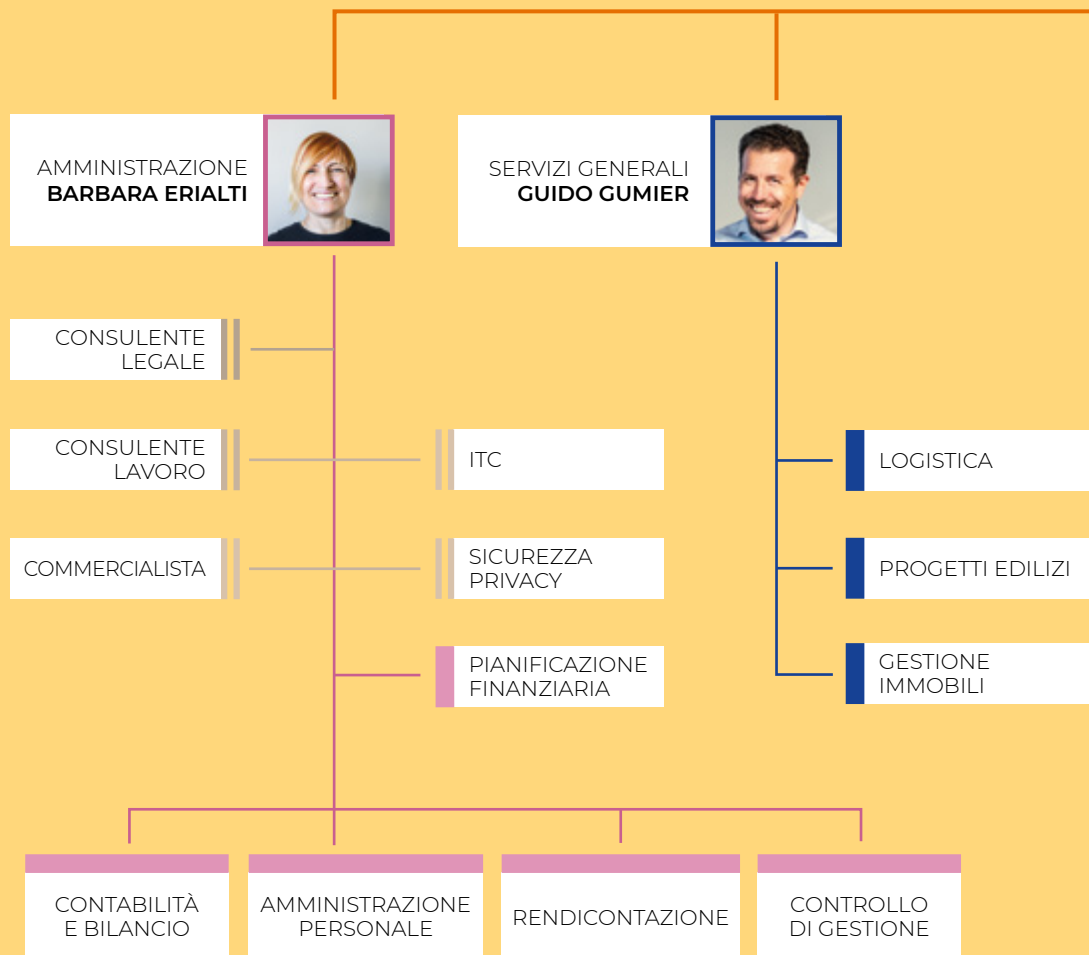 AMMINISTRAZIONE
BARBARA ERIALTI
SERVIZI GENERALI
GUIDO GUMIER
CONSULENTE
LEGALE
CONSULENTE
LAVORO
ITC
LOGISTICA
COMMERCIALISTA
SICUREZZA
PRIVACY
PROGETTI EDILIZI
PIANIFICAZIONE
FINANZIARIA
GESTIONE
IMMOBILI
CONTABILITÀ
E BILANCIO
AMMINISTRAZIONE
PERSONALE
RENDICONTAZIONE
CONTROLLO
DI GESTIONE